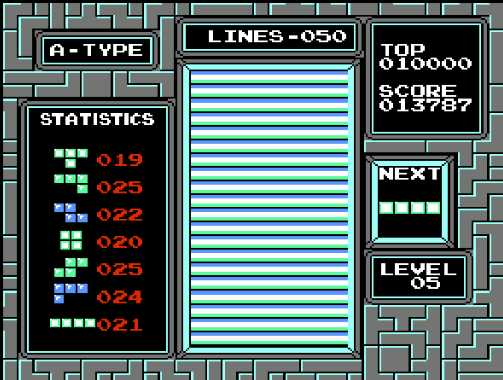 A-TYPE
LINES-050
TOP
010000
SCORE
013787
STATISTICS
019
025
022
020
025
024
021
NEXT
LEVEL
05